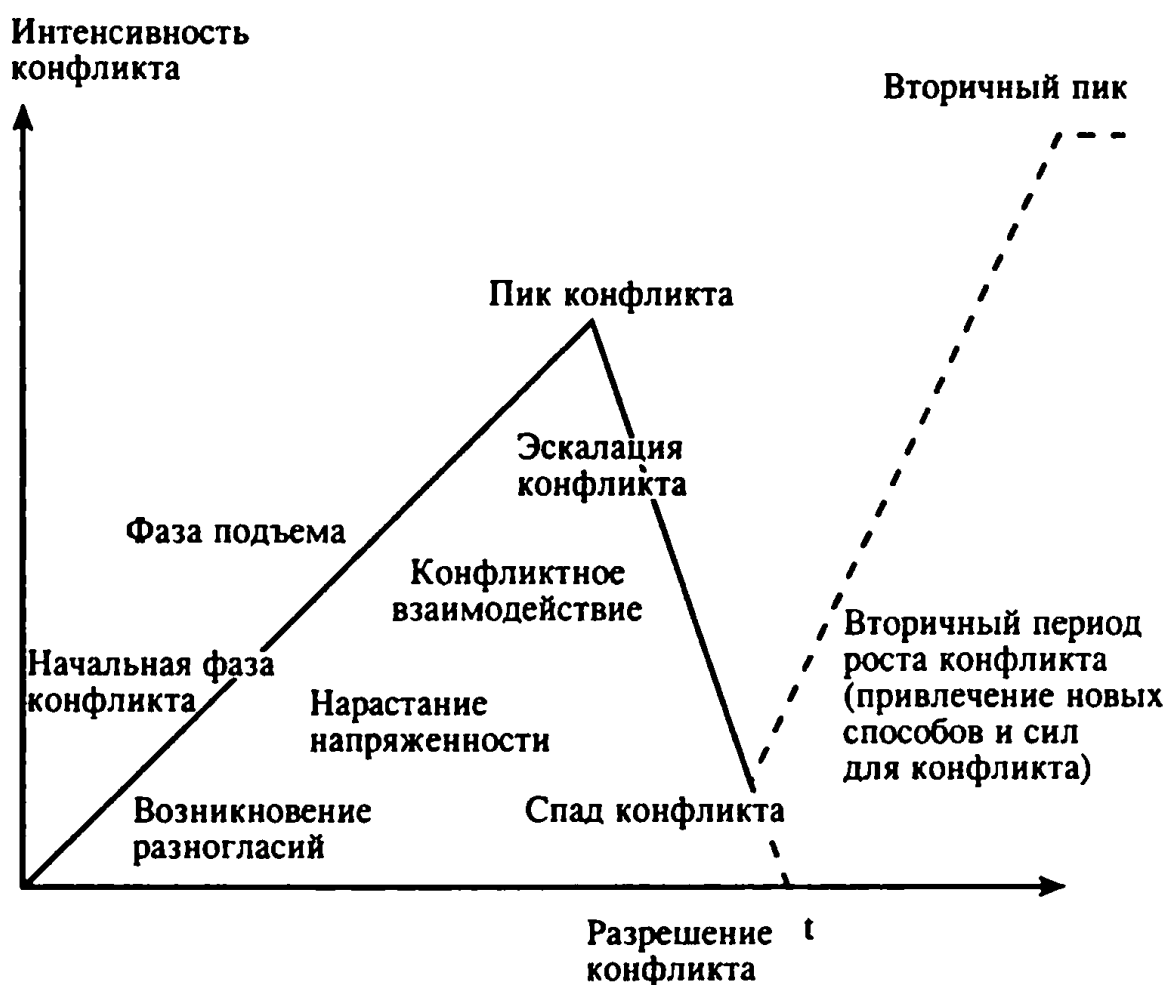 Интенсивность
конфликта
Вторичный пик
Пик конфликта
Эскалация
конфликта
Фаза подъема
Конфликтное
взаимодействие
Начальная фаза
конфликта
Нарастание
напряженности
Вторичный период
роста конфликта
(привлечение новых
способов и сил
для конфликта)
Возникновение
разногласий
Спад конфликта
Разрешение
конфликта
t